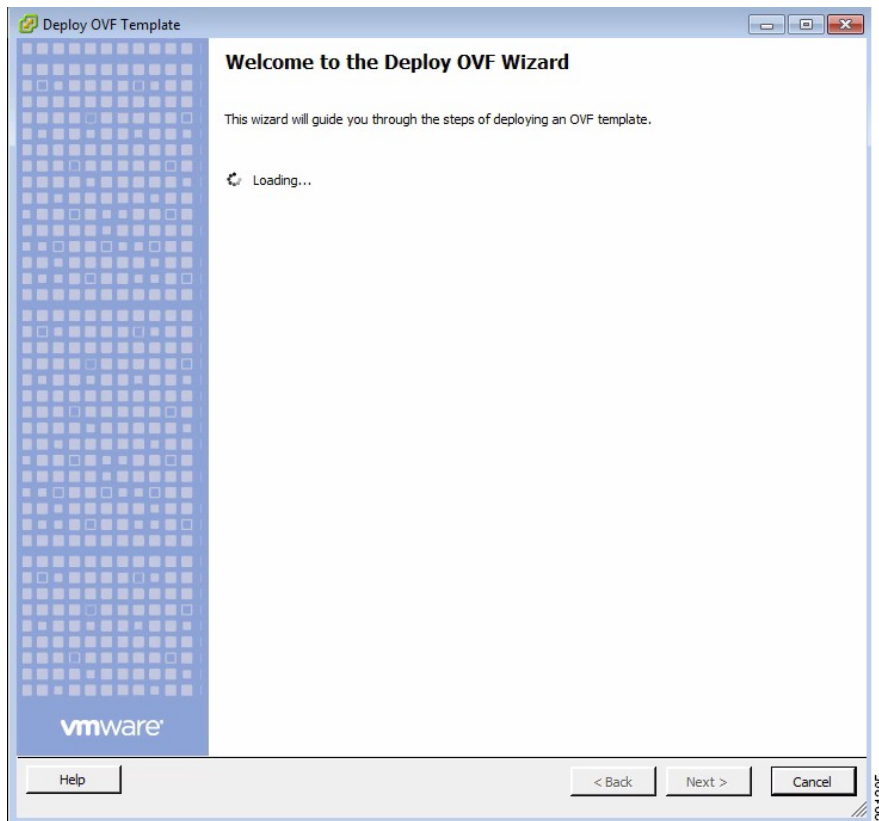 Deploy OVF Template
Welcome to the Deploy OVF Wizard
This wizard will guide you through the steps of deploying an OVF template.
Loading...
vmware
Help
< Back
Next >
Cancel